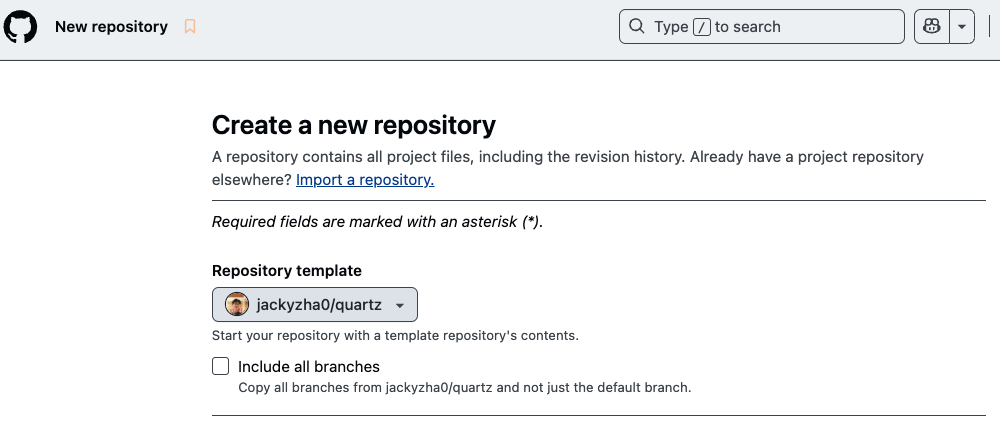 New repository
Type / to search
Create a new repository
A repository contains all project files, including the revision history. Already have a project repository
elsewhere? Import a repository.
Required fields are marked with an asterisk (*).
Repository template
jackyzha0/quartz
Start your repository with a template repository's contents.
Include all branches
Copy all branches from jackyzha0/quartz and not just the default branch.